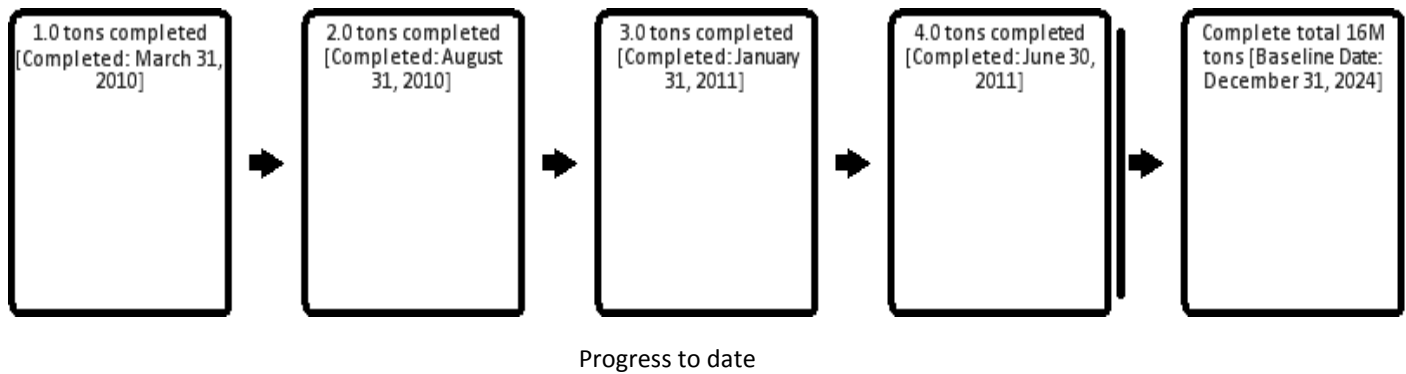 1.0 tons completed
[Completed: March 31,
2010]
2.0 tons completed
[Completed: August
31, 2010]
3.0 tons completed
[Completed: January
31, 2011]
4.0 tons completed
[Completed: June 30,
2011]
Complete total 16M
tons [Baseline Date:
December 31, 2024]
Progress to date